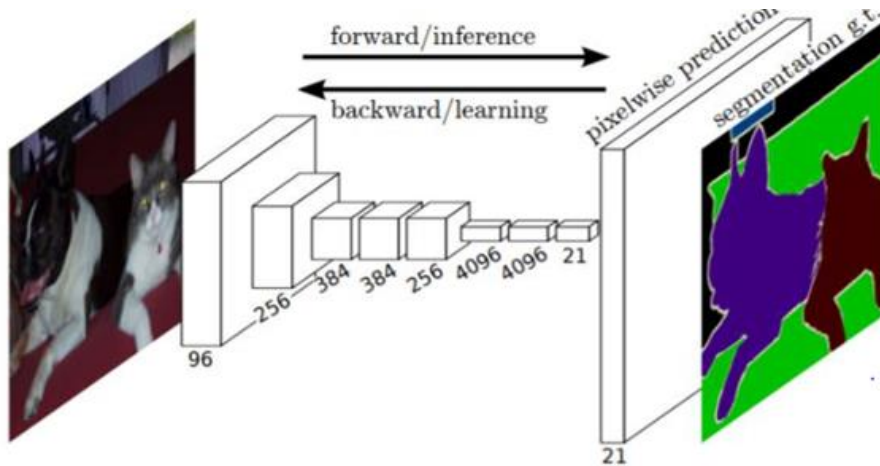 forward/inference
backward/learning
pixelwise prediction
segmentation g.t.
96
256
384
384
256
4096
4096
21
21